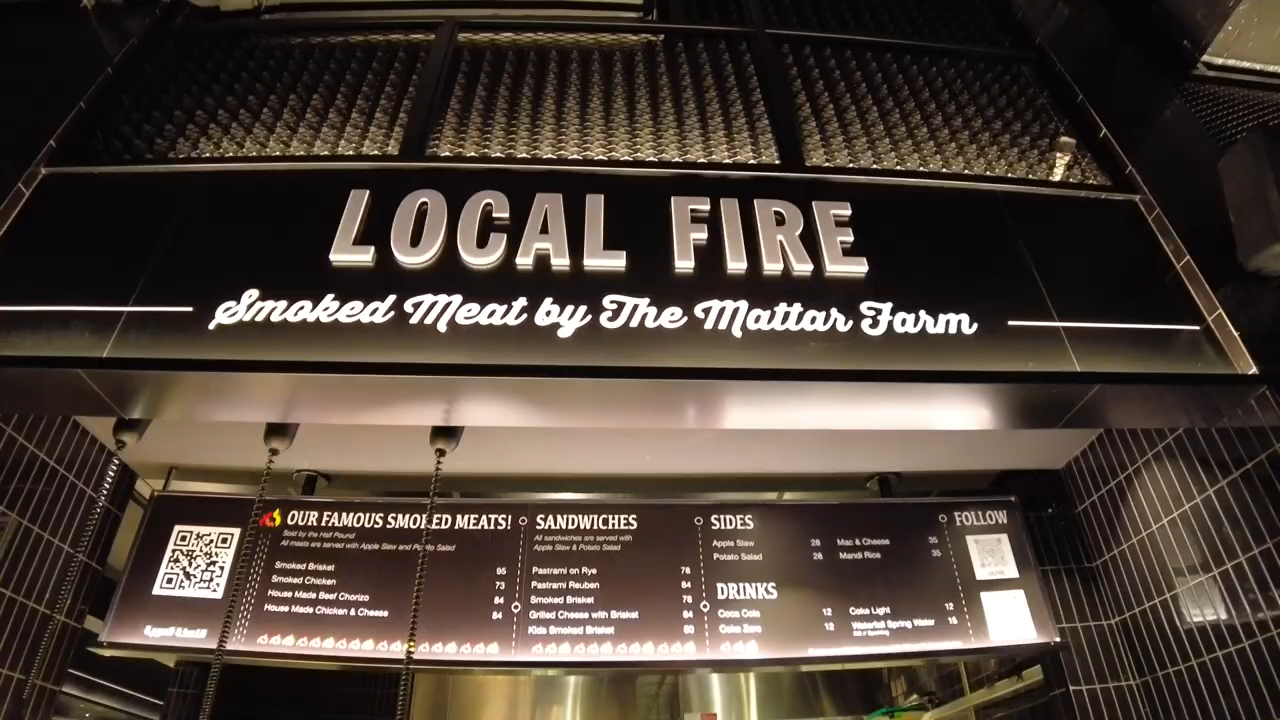 LOCAL FIRE
Smoked Meat by The Mattar Farm
OUR FAMOUS SMOKED MEATS!
Sold by the Half Pound
All meats are served with Apple Slaw and Potato Salad
Smoked Brisket 95
Smoked Chicken 73
House Made Beef Chorizo 84
House Made Chicken & Cheese 84
SANDWICHES
All sandwiches are served with
Apple Slaw & Potato Salad
Pastrami on Rye 78
Pastrami Reuben 84
Smoked Brisket 78
Grilled Cheese with Brisket 84
Kids Smoked Brisket 60
SIDES
Apple Slaw 28 Mac & Cheese 35
Potato Salad 28 Mandi Rice 35
DRINKS
Coca Cola 12 Coke Light 12
Coke Zero 12 Waterfall Spring Water 15
FOLLOW